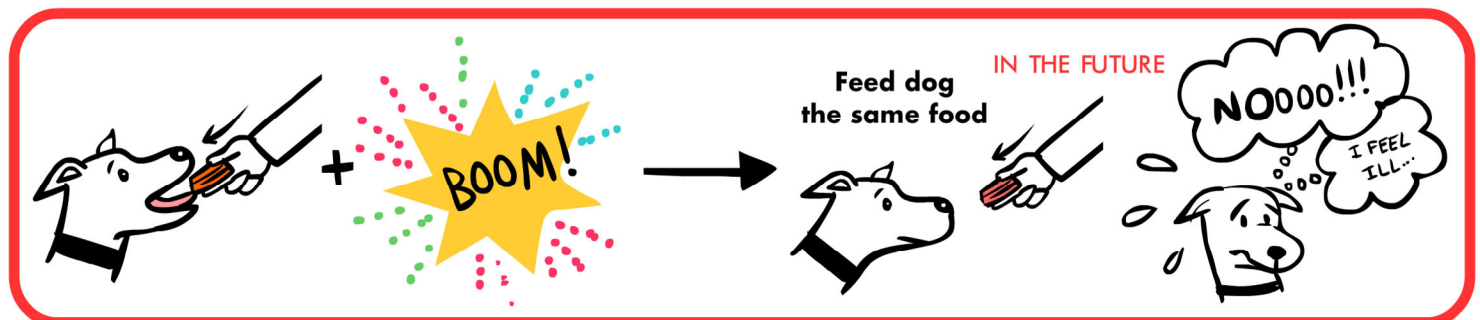 BOOM!
+
Feed dog
the same food
IN THE FUTURE
NOOOO!!!
I FEEL
ILL...